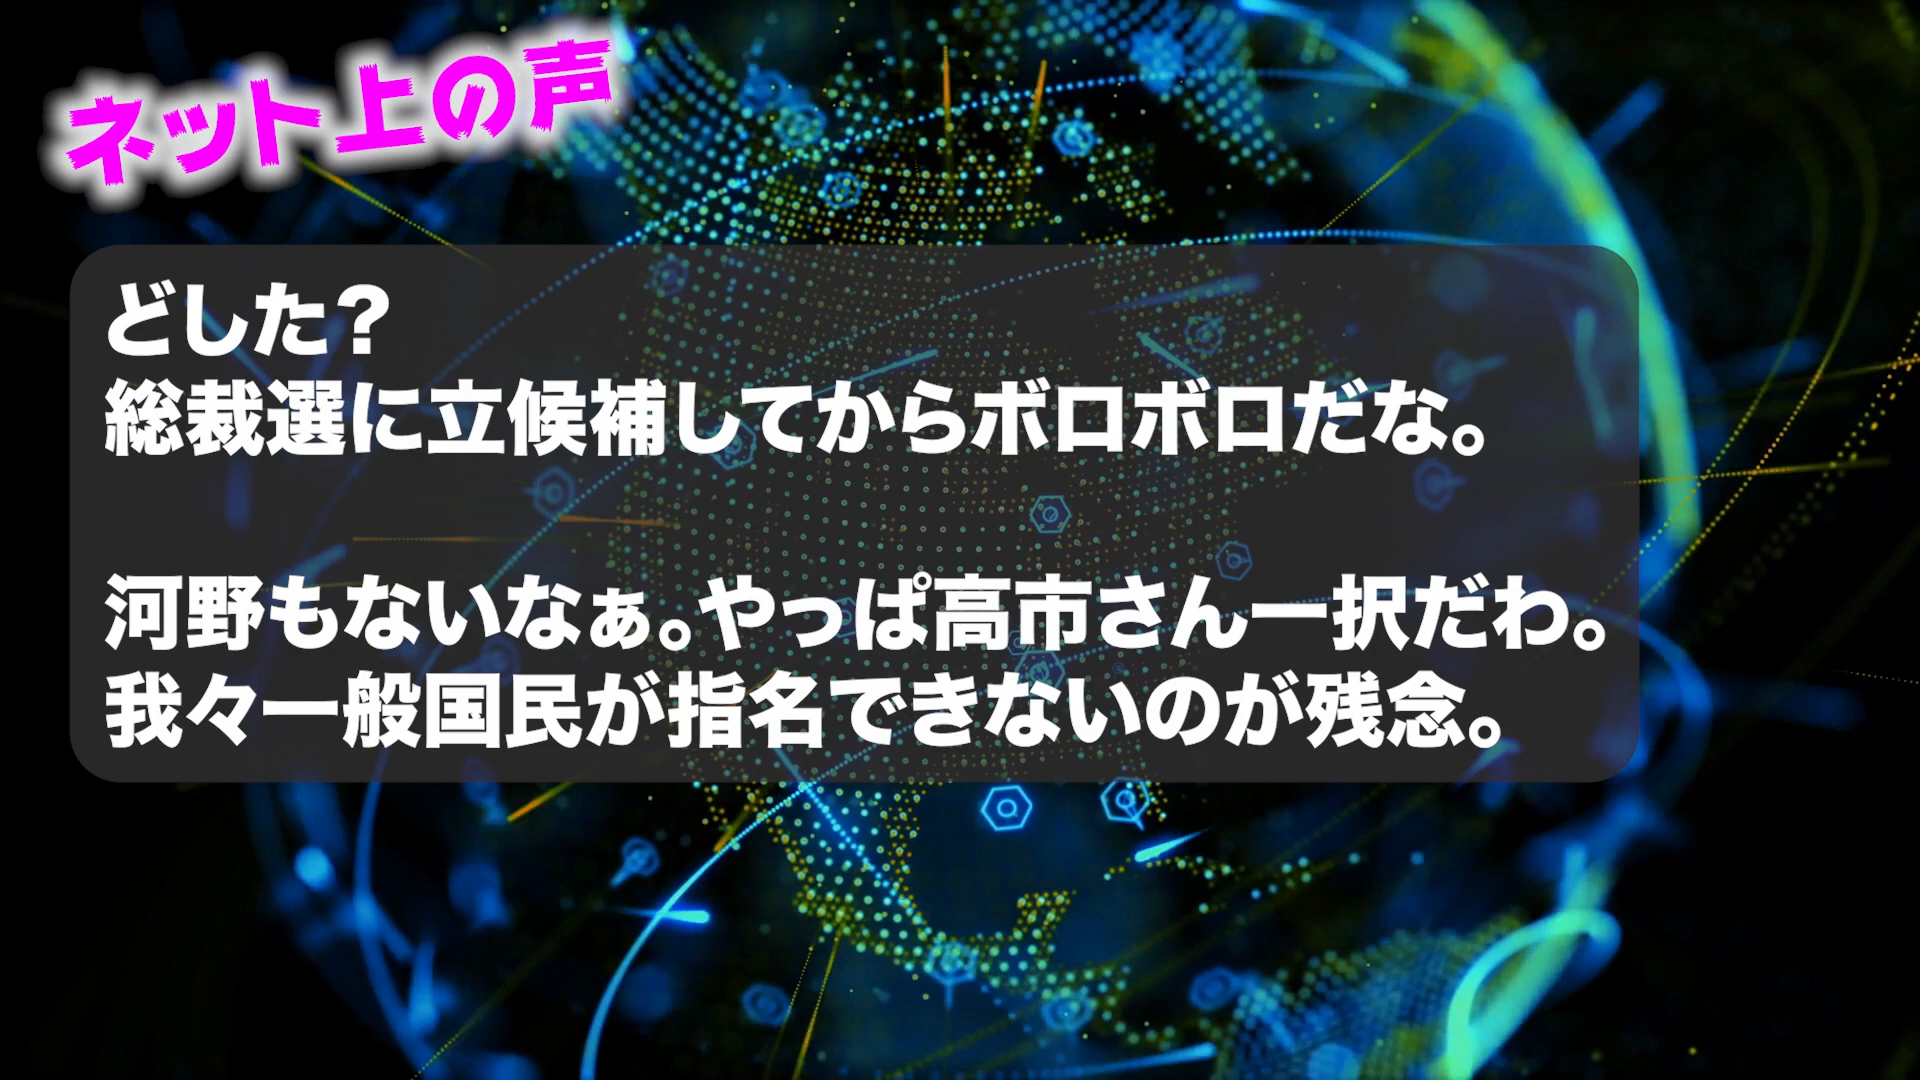 ネット上の声
どした？
総裁選に立候補してからボロボロだな。
河野もないなぁ。やっぱ高市さん一択だわ。
我々一般国民が指名できないのが残念。